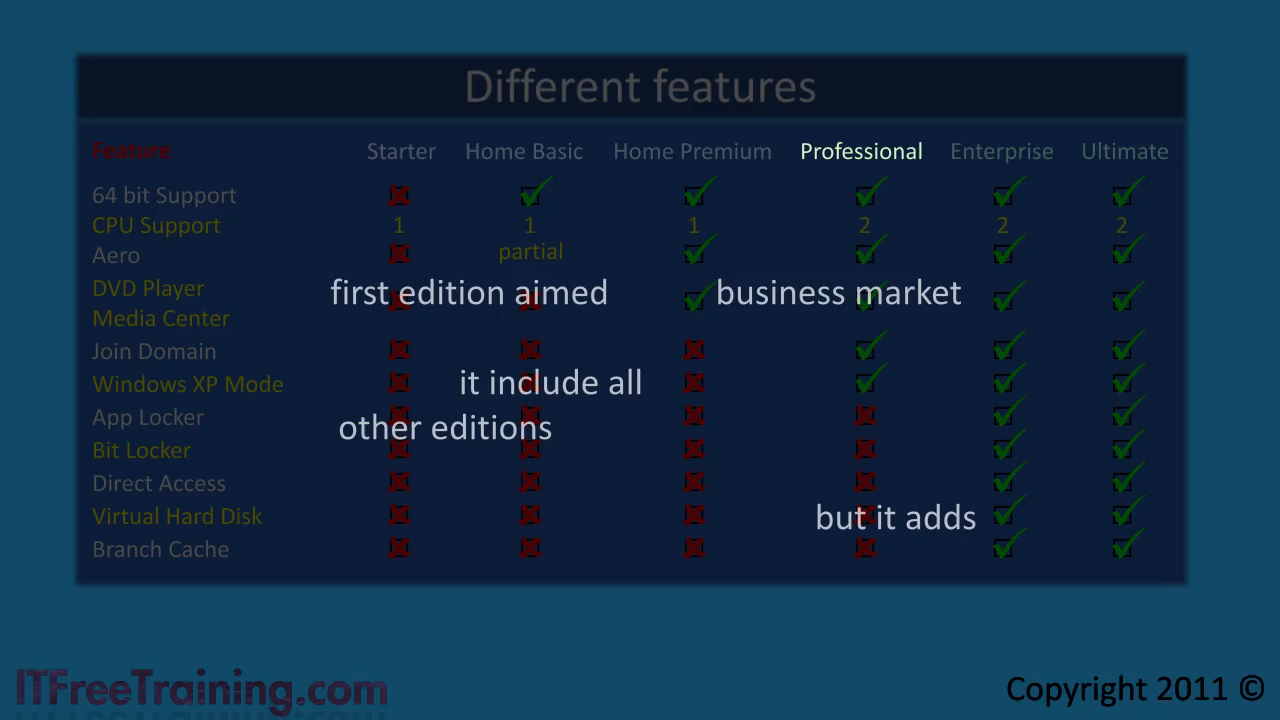 Different features
Feature Starter Home Basic Home Premium Professional Enterprise Ultimate
64 bit Support
CPU Support 1 1 1 2 2 2
Aero partial
DVD Player
first edition aimed business market
Media Center
Join Domain
Windows XP Mode it include all
App Locker
other editions
Bit Locker
Direct Access
Virtual Hard Disk but it adds
Branch Cache
ITFreeTraining.com
Copyright 2011 ©